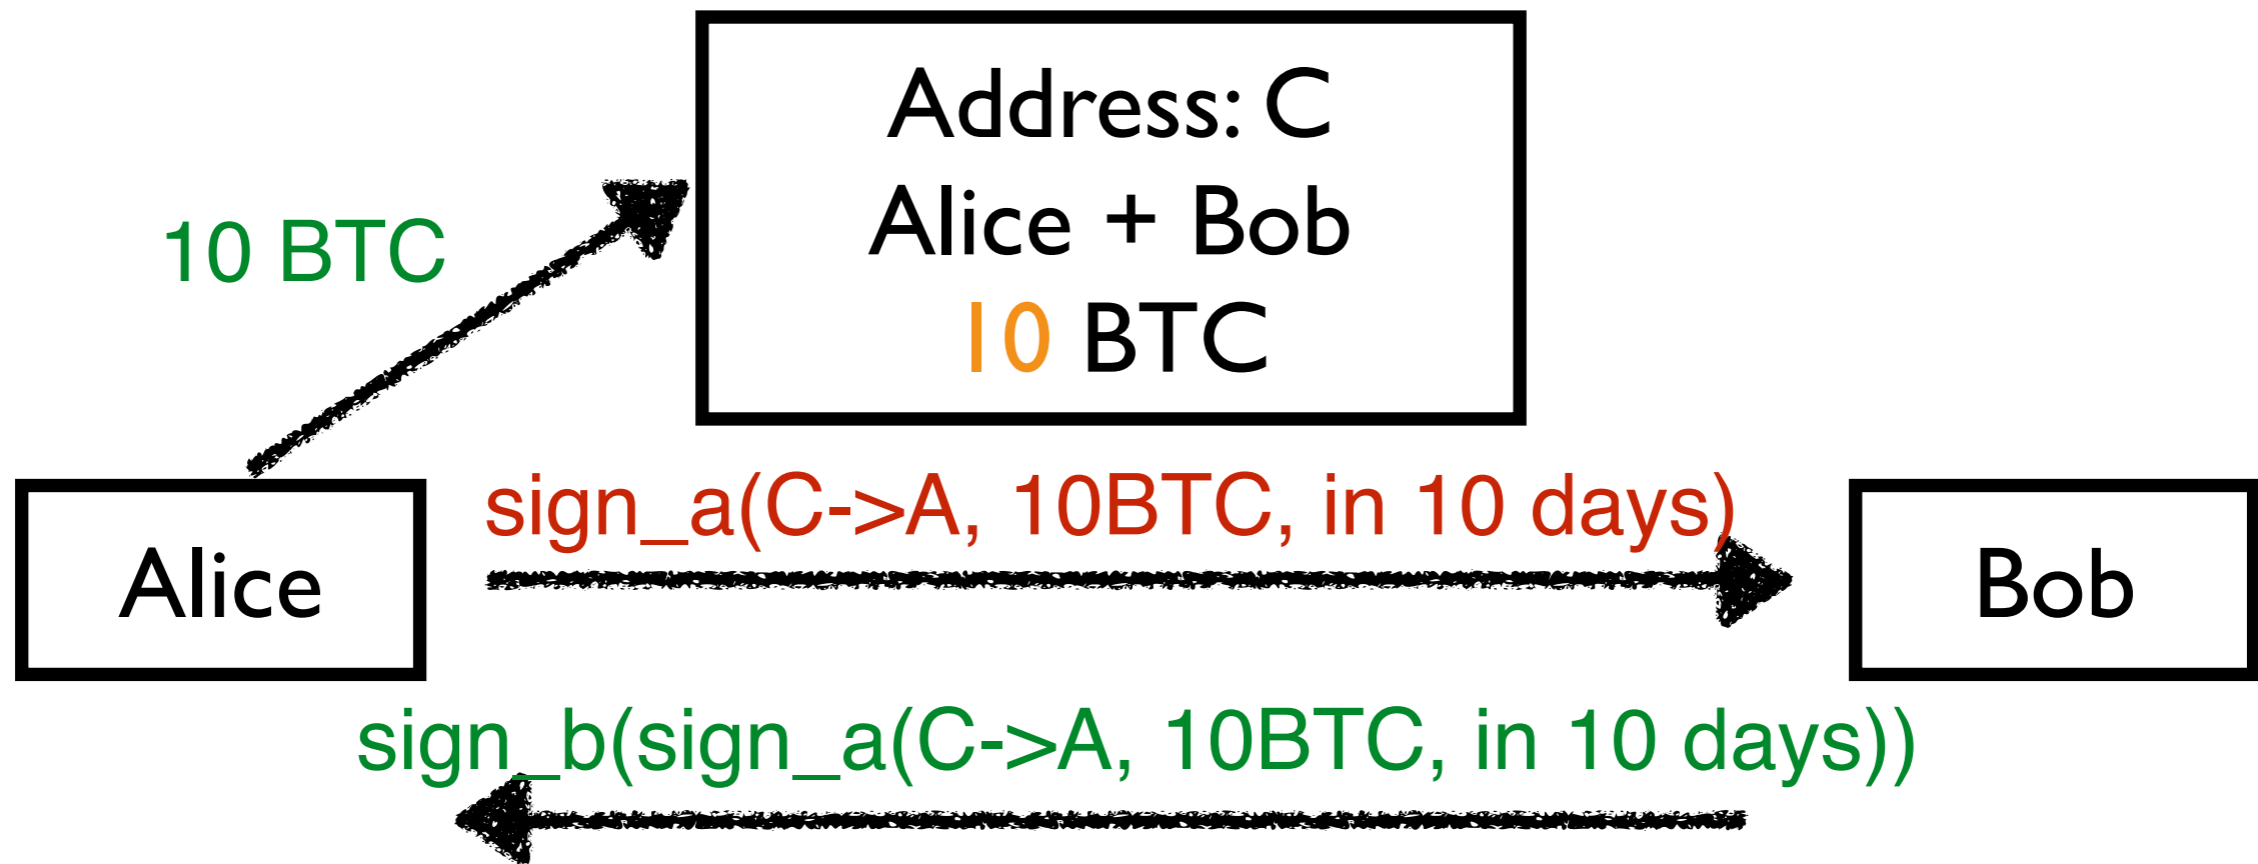 Address: C
Alice + Bob
10 BTC
10 BTC
sign_a(C->A, 10BTC, in 10 days)
Alice
Bob
sign_b(sign_a(C->A, 10BTC, in 10 days))